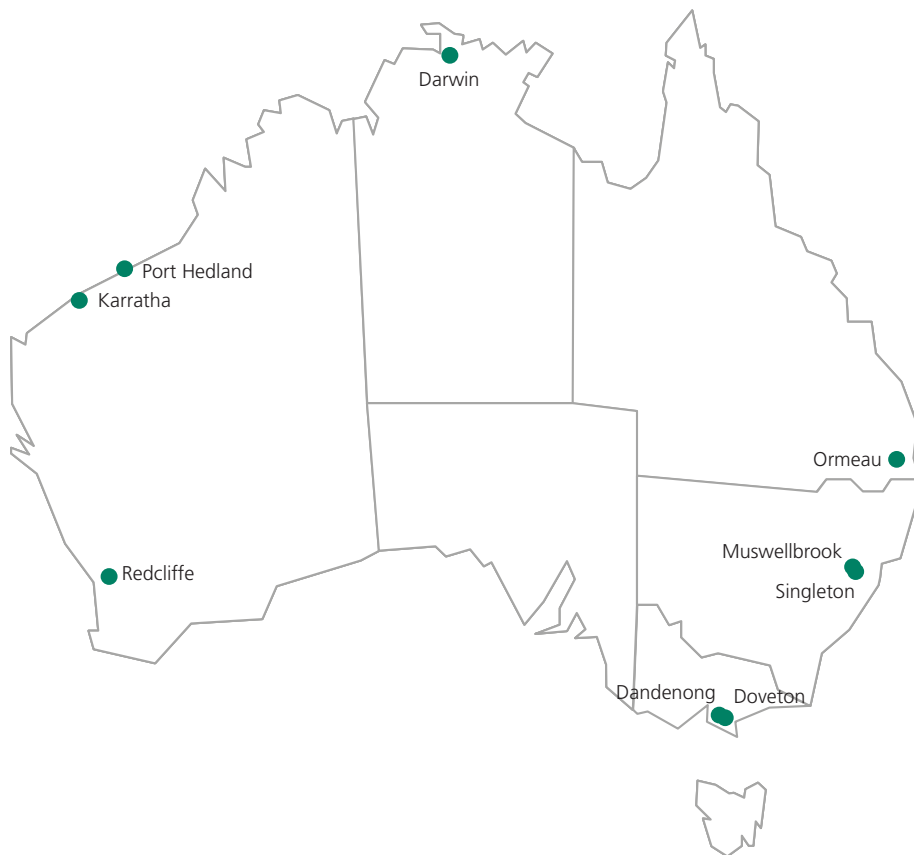 Darwin
Port Hedland
Karratha
Ormeau
Muswellbrook
Redcliffe
Singleton
Dandenong
Doveton